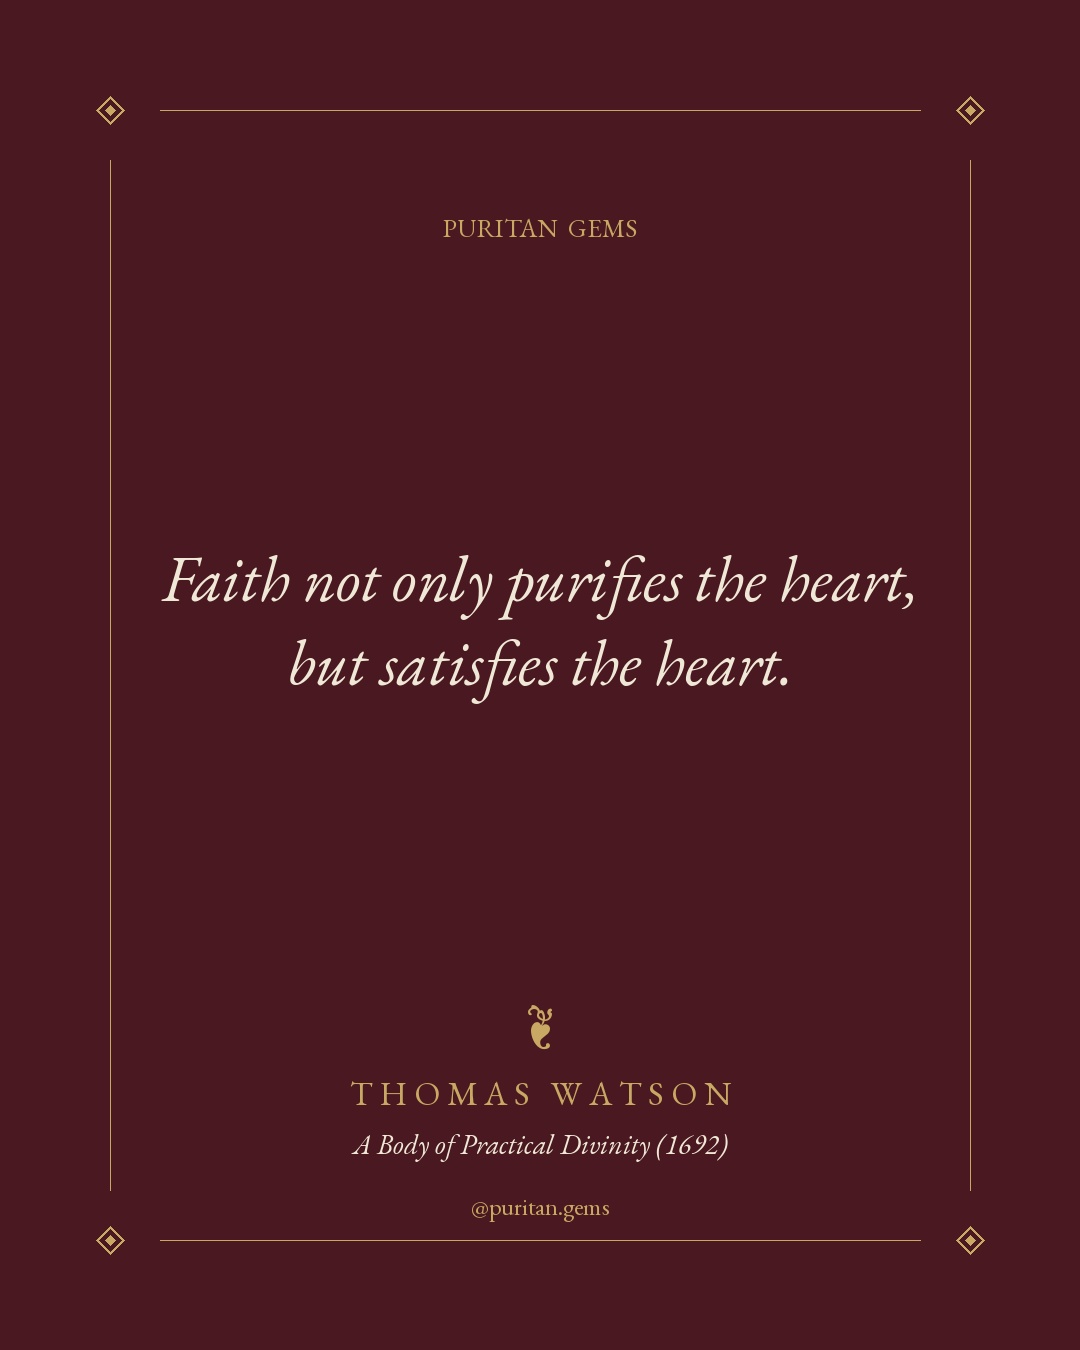 PURITAN GEMS
Faith not only purifies the heart,
but satisfies the heart.
THOMAS WATSON
A Body of Practical Divinity (1692)
@puritan.gems